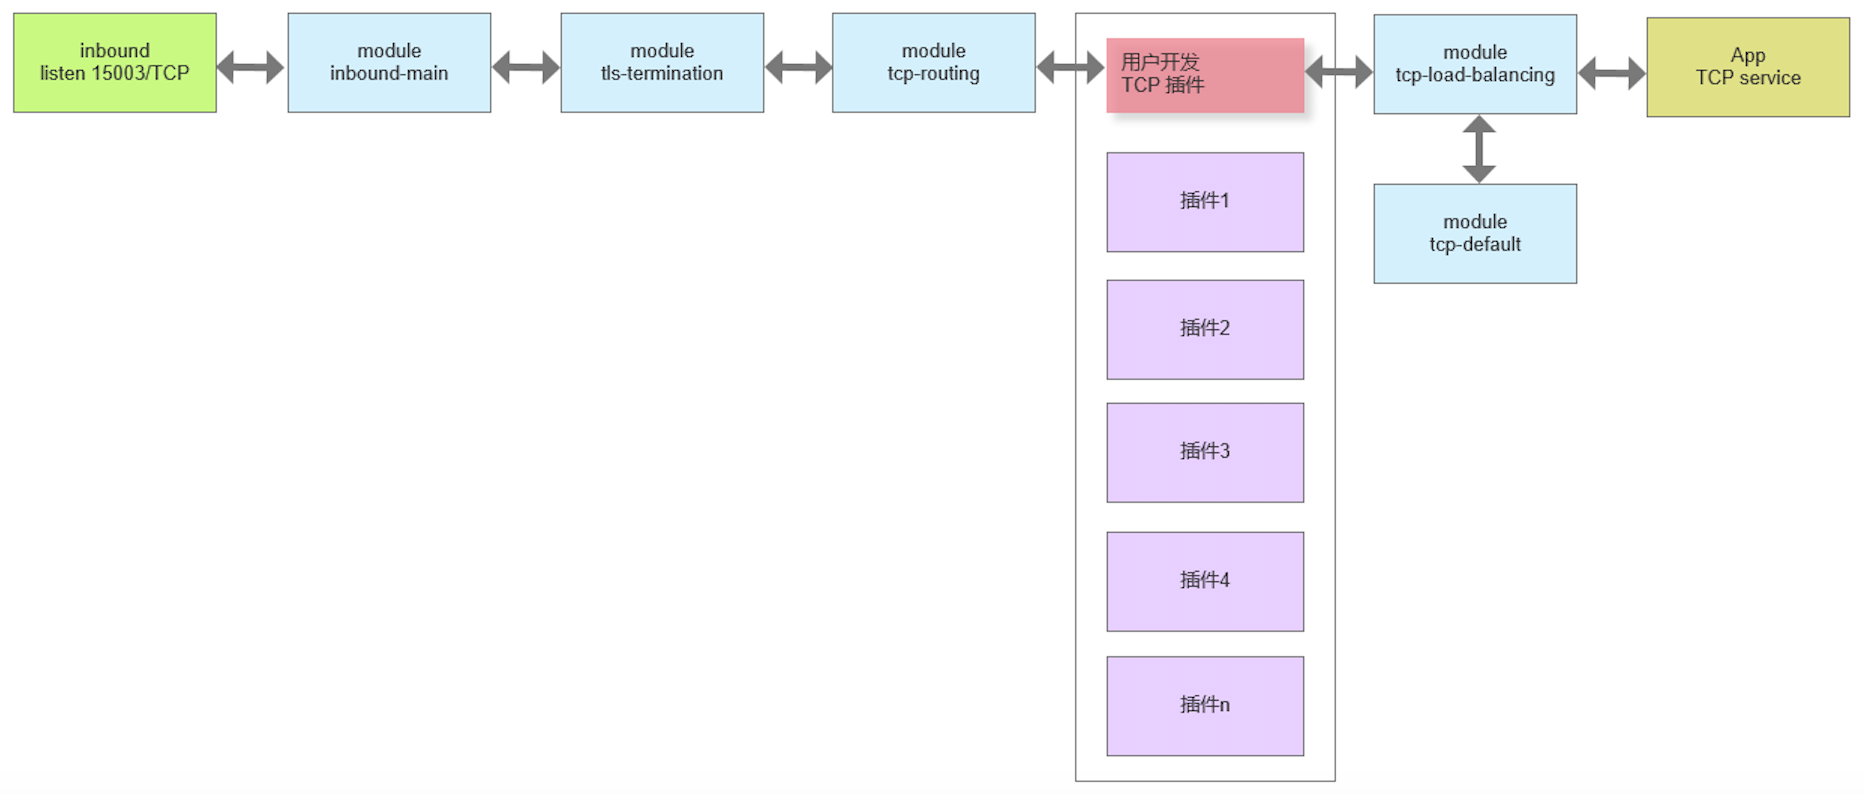 inbound
listen 15003/TCP
module
inbound-main
module
tls-termination
module
tcp-routing
用户开发
TCP 插件
插件1
插件2
插件3
插件4
插件n
module
tcp-load-balancing
module
tcp-default
App
TCP service